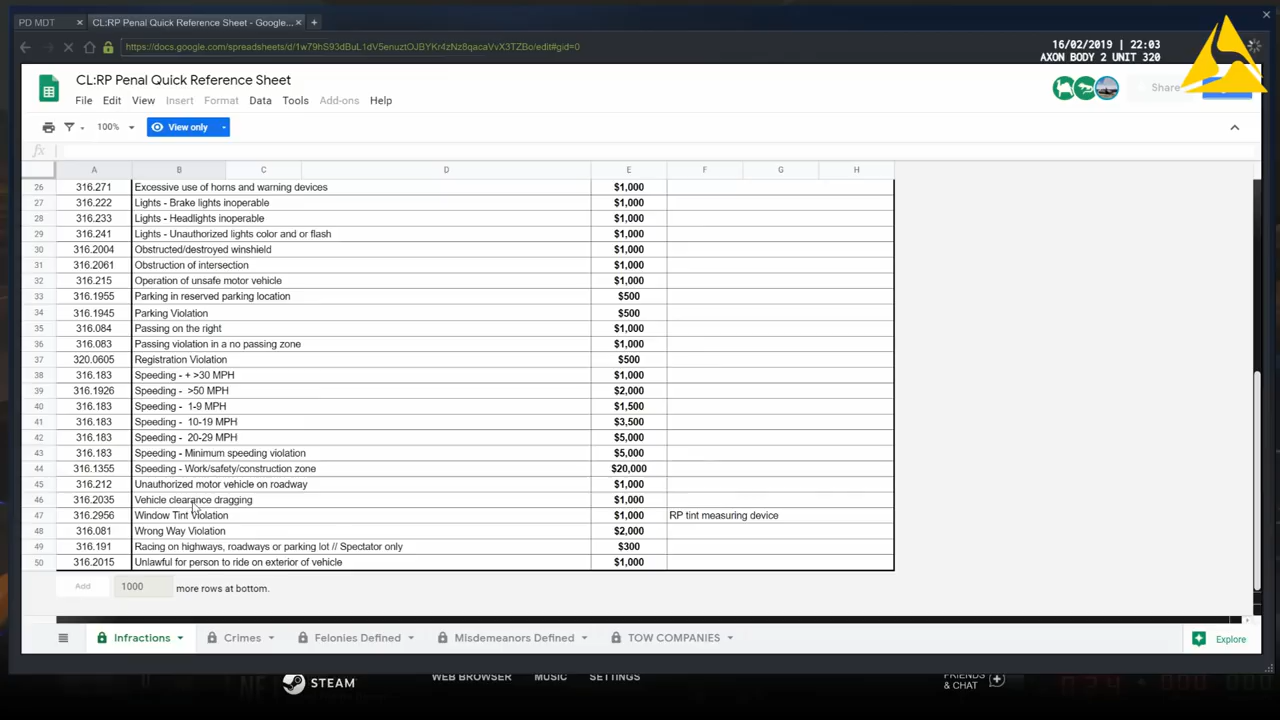 PD MDT × CL:RP Penal Quick Reference Sheet - Google... × + ×
https://docs.google.com/spreadsheets/d/1w79hS93dBuL1dV5enuztOJBYKr4zNz8qacaVvX3TZBo/edit#gid=0
16/02/2019 | 22:03
AXON BODY 2 UNIT 320
CL:RP Penal Quick Reference Sheet
File Edit View Insert Format Data Tools Add-ons Help
Share
100% View only
fx
A B C D E F G H
26 316.271 Excessive use of horns and warning devices $1,000
27 316.222 Lights - Brake lights inoperable $1,000
28 316.233 Lights - Headlights inoperable $1,000
29 316.241 Lights - Unauthorized lights color and or flash $1,000
30 316.2004 Obstructed/destroyed winshield $1,000
31 316.2061 Obstruction of intersection $1,000
32 316.215 Operation of unsafe motor vehicle $1,000
33 316.1955 Parking in reserved parking location $500
34 316.1945 Parking Violation $500
35 316.084 Passing on the right $1,000
36 316.083 Passing violation in a no passing zone $1,000
37 320.0605 Registration Violation $500
38 316.183 Speeding - + >30 MPH $1,000
39 316.1926 Speeding - >50 MPH $2,000
40 316.183 Speeding - 1-9 MPH $1,500
41 316.183 Speeding - 10-19 MPH $3,500
42 316.183 Speeding - 20-29 MPH $5,000
43 316.183 Speeding - Minimum speeding violation $5,000
44 316.1355 Speeding - Work/safety/construction zone $20,000
45 316.212 Unauthorized motor vehicle on roadway $1,000
46 316.2035 Vehicle clearance dragging $1,000
47 316.2956 Window Tint Violation $1,000 RP tint measuring device
48 316.081 Wrong Way Violation $2,000
49 316.191 Racing on highways, roadways or parking lot // Spectator only $300
50 316.2015 Unlawful for person to ride on exterior of vehicle $1,000
Add 1000 more rows at bottom.
Infractions Crimes Felonies Defined Misdemeanors Defined TOW COMPANIES Explore
STEAM WEB BROWSER MUSIC SETTINGS FRIENDS
& CHAT